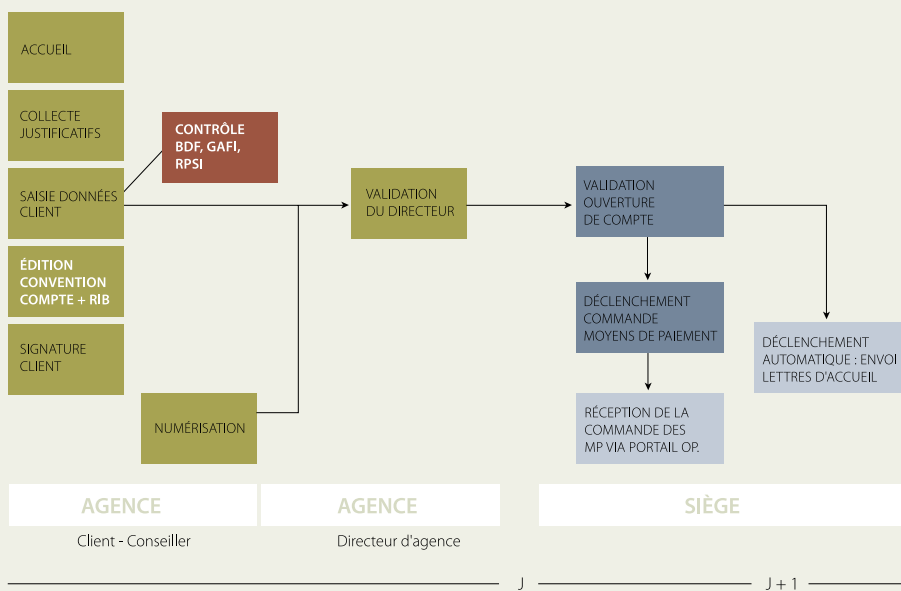 ACCUEIL
COLLECTE
JUSTIFICATIFS
SAISIE DONNÉES
CLIENT
ÉDITION
CONVENTION
COMPTE + RIB
SIGNATURE
CLIENT
CONTRÔLE
BDF, GAFI,
RPSI
NUMÉRISATION
VALIDATION
DU DIRECTEUR
VALIDATION
OUVERTURE
DE COMPTE
DÉCLENCHEMENT
COMMANDE
MOYENS DE PAIEMENT
RÉCEPTION DE LA
COMMANDE DES
MP VIA PORTAIL OP.
DÉCLENCHEMENT
AUTOMATIQUE : ENVOI
LETTRES D'ACCUEIL
AGENCE
AGENCE
SIÈGE
Client - Conseiller
Directeur d'agence
J
J + 1